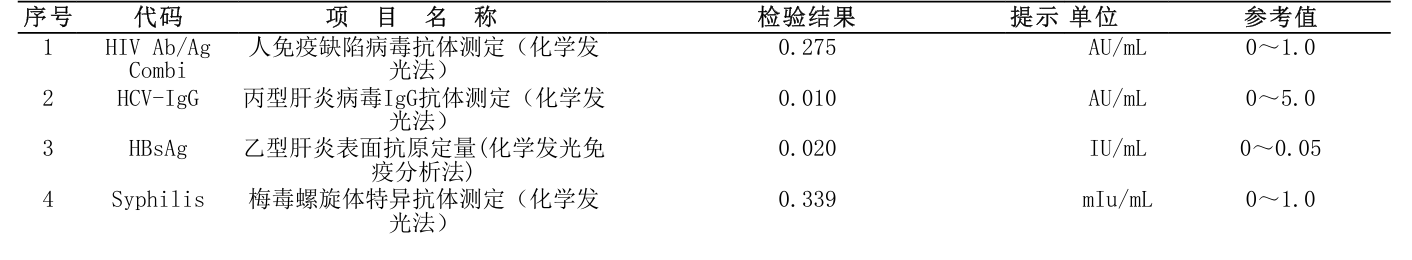 序号 代码 项 目 名 称 检验结果 提示 单位 参考值
1 HIV Ab/Ag 人免疫缺陷病毒抗体测定（化学发 0.275 AU/mL 0～1.0
Combi 光法）
2 HCV-IgG 丙型肝炎病毒IgG抗体测定（化学发 0.010 AU/mL 0～5.0
光法）
3 HBsAg 乙型肝炎表面抗原定量(化学发光免 0.020 IU/mL 0～0.05
疫分析法)
4 Syphilis 梅毒螺旋体特异抗体测定（化学发 0.339 mIu/mL 0～1.0
光法）